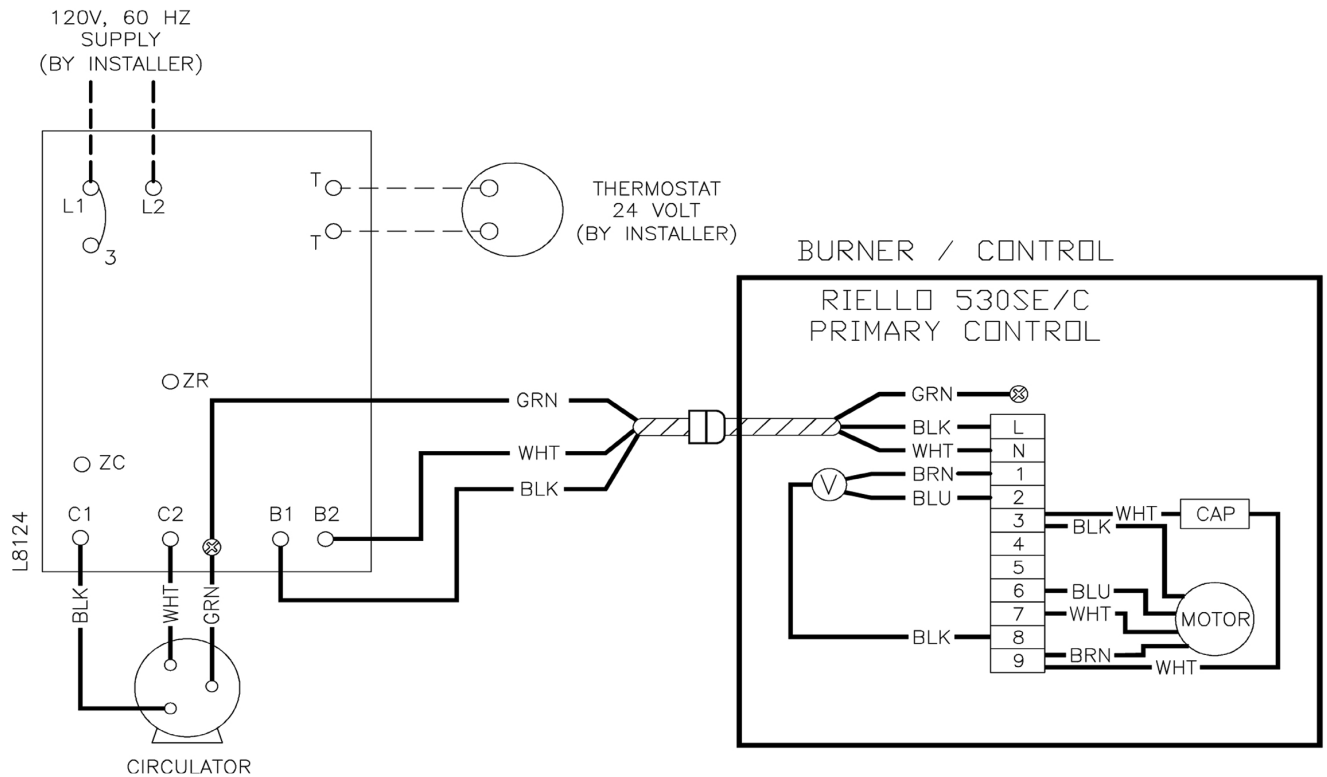 120V, 60 HZ
SUPPLY
(BY INSTALLER)
L1
L2
3
T
T
THERMOSTAT
24 VOLT
(BY INSTALLER)
ZR
ZC
C1
C2
B1
B2
L8124
GRN
WHT
BLK
BLK
WHT
GRN
CIRCULATOR
BURNER / CONTROL
RIELLO 530SE/C
PRIMARY CONTROL
GRN
BLK
L
WHT
N
V
BRN
1
BLU
2
3
WHT
CAP
BLK
4
5
6
BLU
7
WHT
MOTOR
BLK
8
9
BRN
WHT